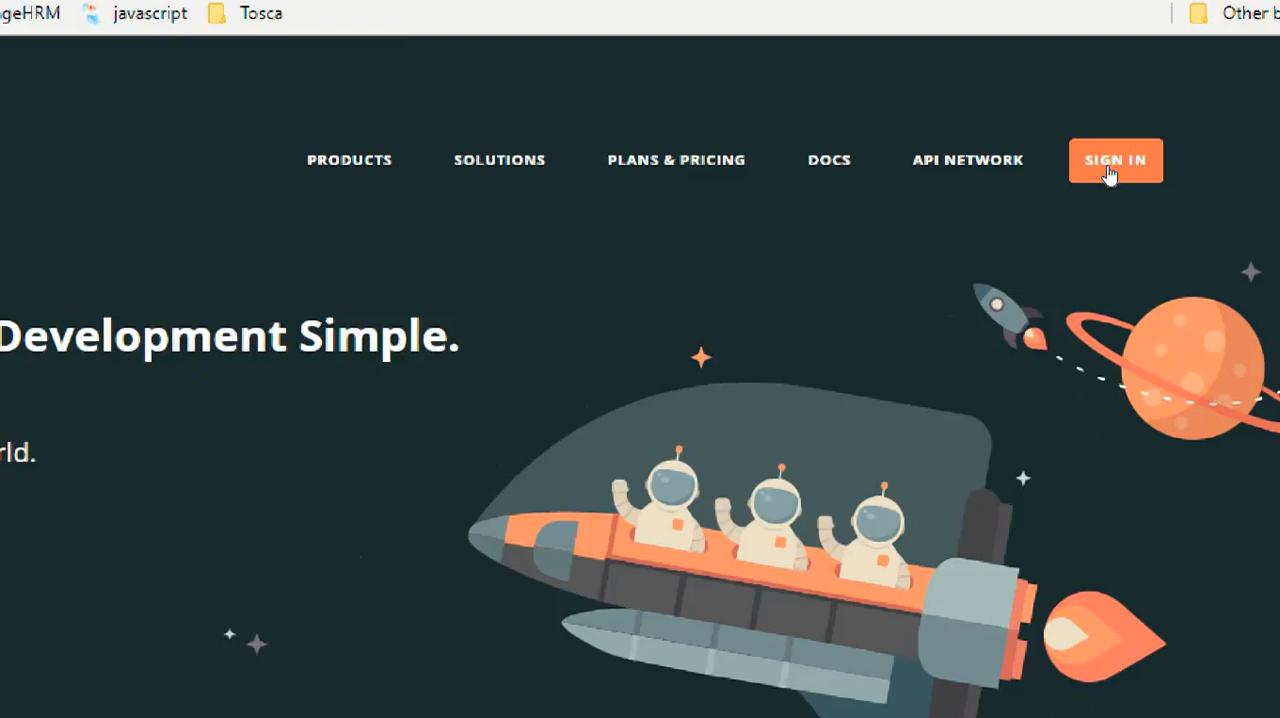 geHRM javascript Tosca Other b
PRODUCTS SOLUTIONS PLANS & PRICING DOCS API NETWORK SIGN IN
Development Simple.
rld.